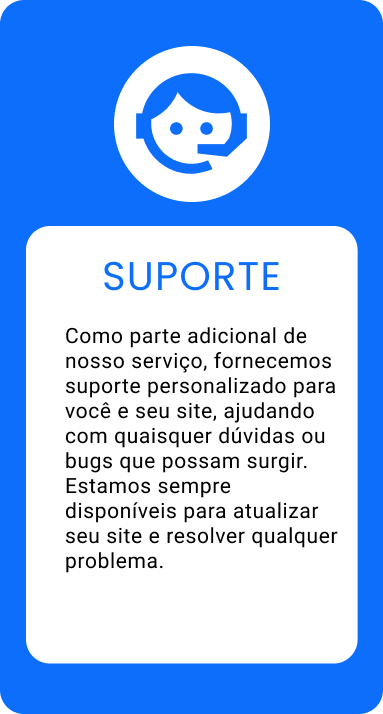 SUPORTE
Como parte adicional de
nosso serviço, fornecemos
suporte personalizado para
você e seu site, ajudando
com quaisquer dúvidas ou
bugs que possam surgir.
Estamos sempre
disponíveis para atualizar
seu site e resolver qualquer
problema.